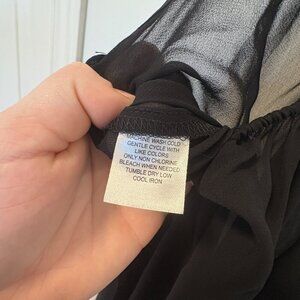 MACHINE WASH COLD
GENTLE CYCLE WITH
LIKE COLORS
ONLY NON CHLORINE
BLEACH WHEN NEEDED
TUMBLE DRY LOW
COOL IRON